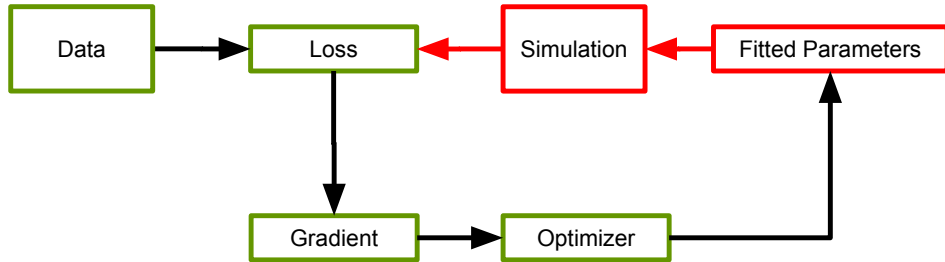 Data
Loss
Simulation
Fitted Parameters
Gradient
Optimizer